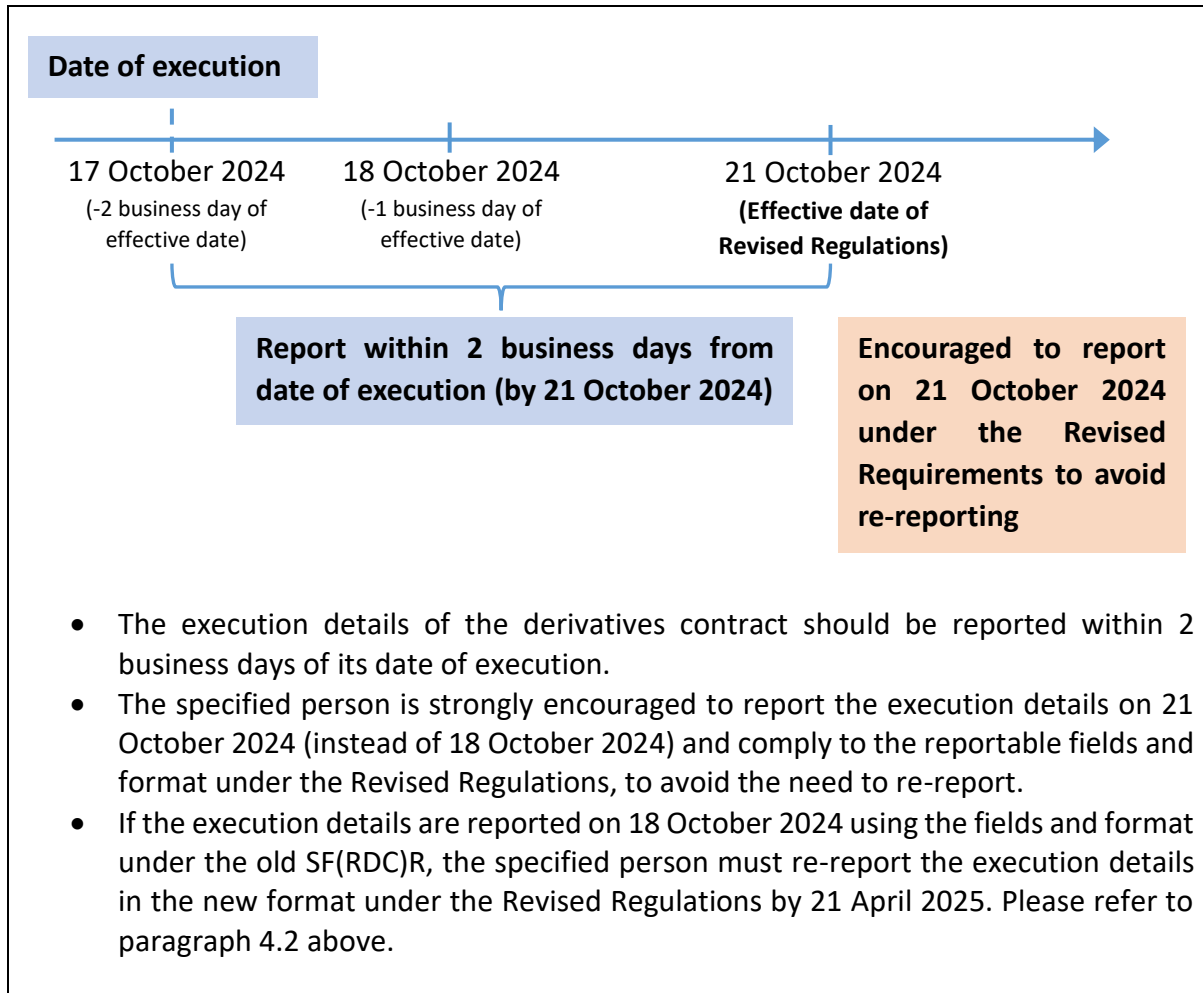 Date of execution
17 October 2024
(-2 business day of
effective date)
18 October 2024
(-1 business day of
effective date)
21 October 2024
(Effective date of
Revised Regulations)
Report within 2 business days from
date of execution (by 21 October 2024)
Encouraged to report
on 21 October 2024
under the Revised
Requirements to avoid
re-reporting
• The execution details of the derivatives contract should be reported within 2
business days of its date of execution.
• The specified person is strongly encouraged to report the execution details on 21
October 2024 (instead of 18 October 2024) and comply to the reportable fields and
format under the Revised Regulations, to avoid the need to re-report.
• If the execution details are reported on 18 October 2024 using the fields and format
under the old SF(RDC)R, the specified person must re-report the execution details
in the new format under the Revised Regulations by 21 April 2025. Please refer to
paragraph 4.2 above.